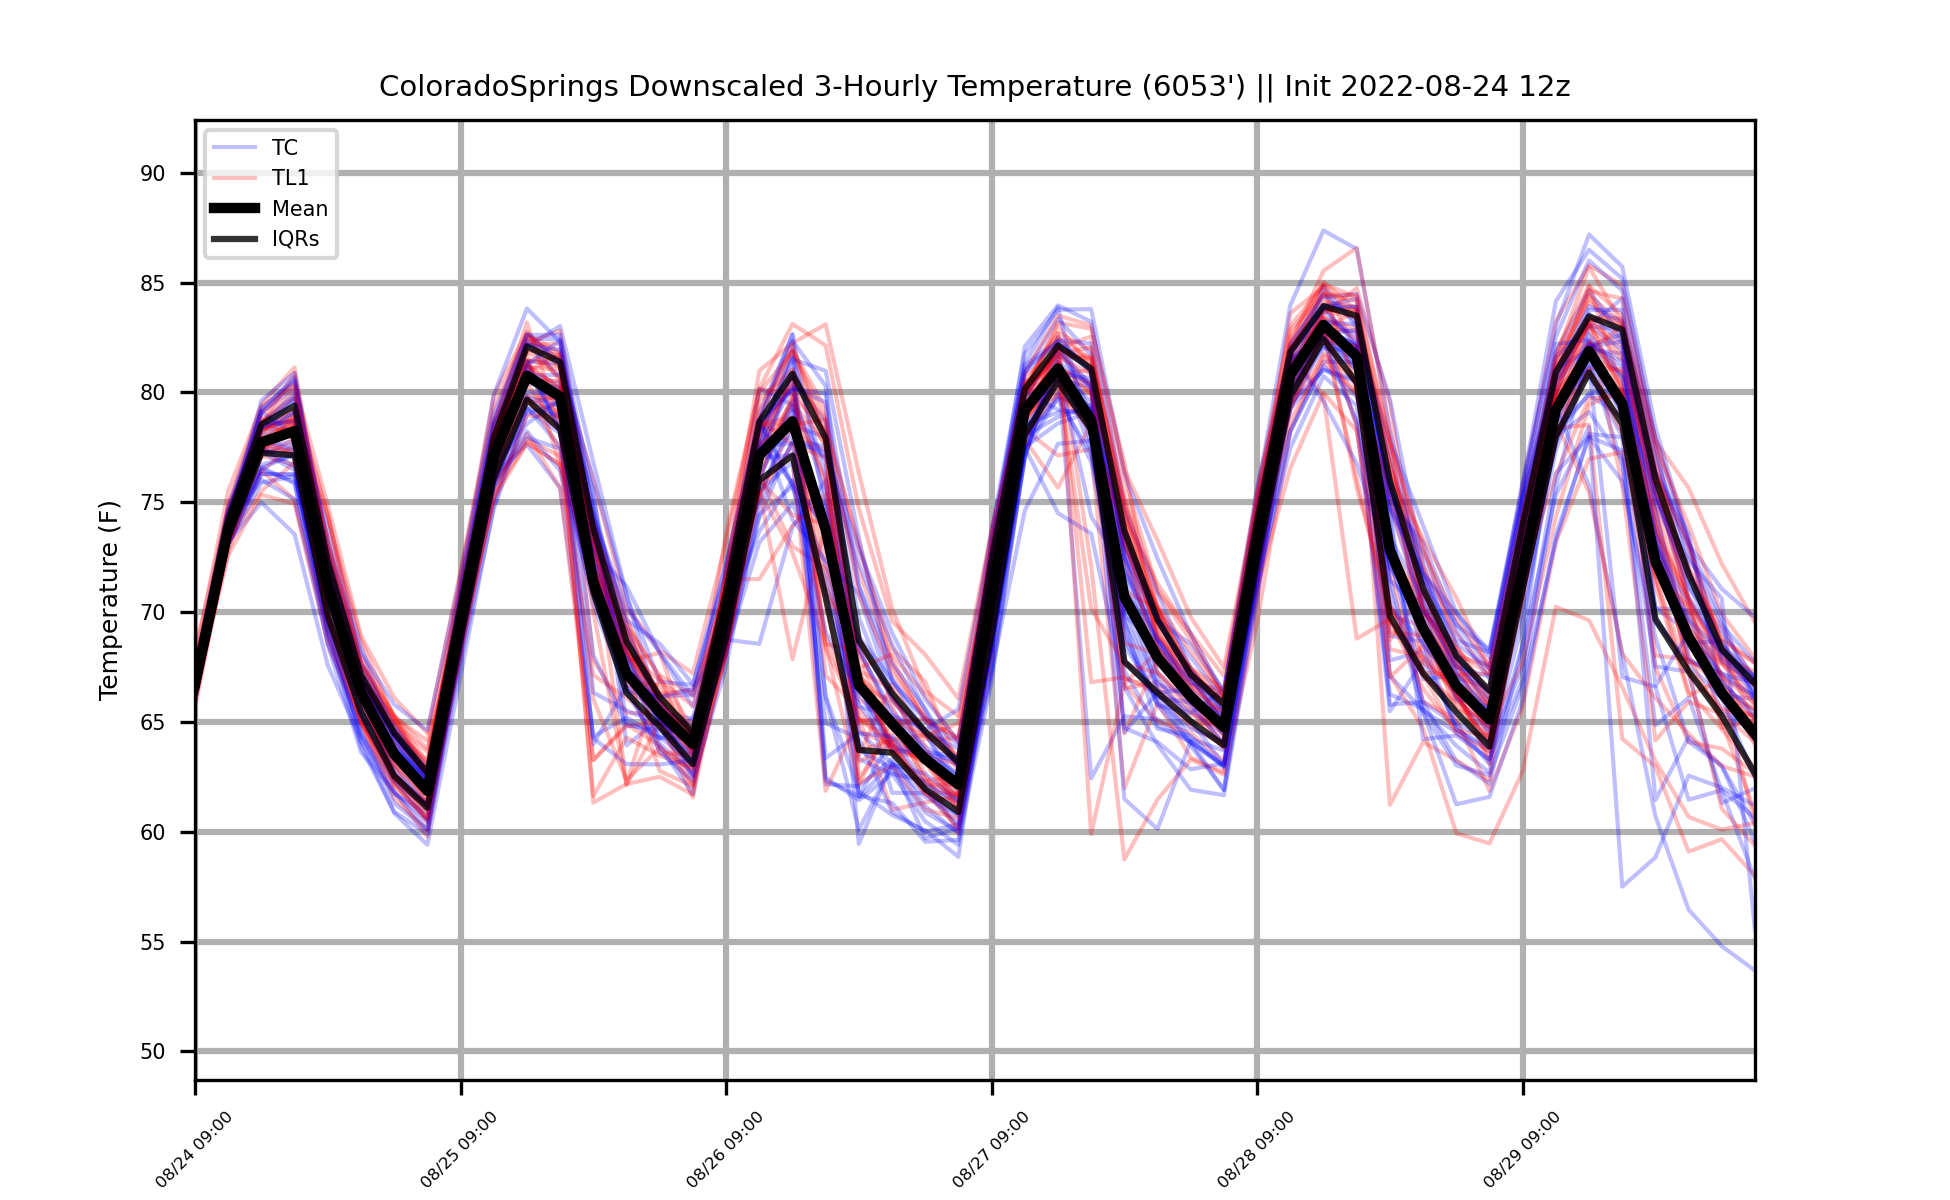 ColoradoSprings Downscaled 3-Hourly Temperature (6053') || Init 2022-08-24 12z
TC
TL1
Mean
IQRs
Temperature (F)
90
85
80
75
70
65
60
55
50
08/24 09:00
08/25 09:00
08/26 09:00
08/27 09:00
08/28 09:00
08/29 09:00